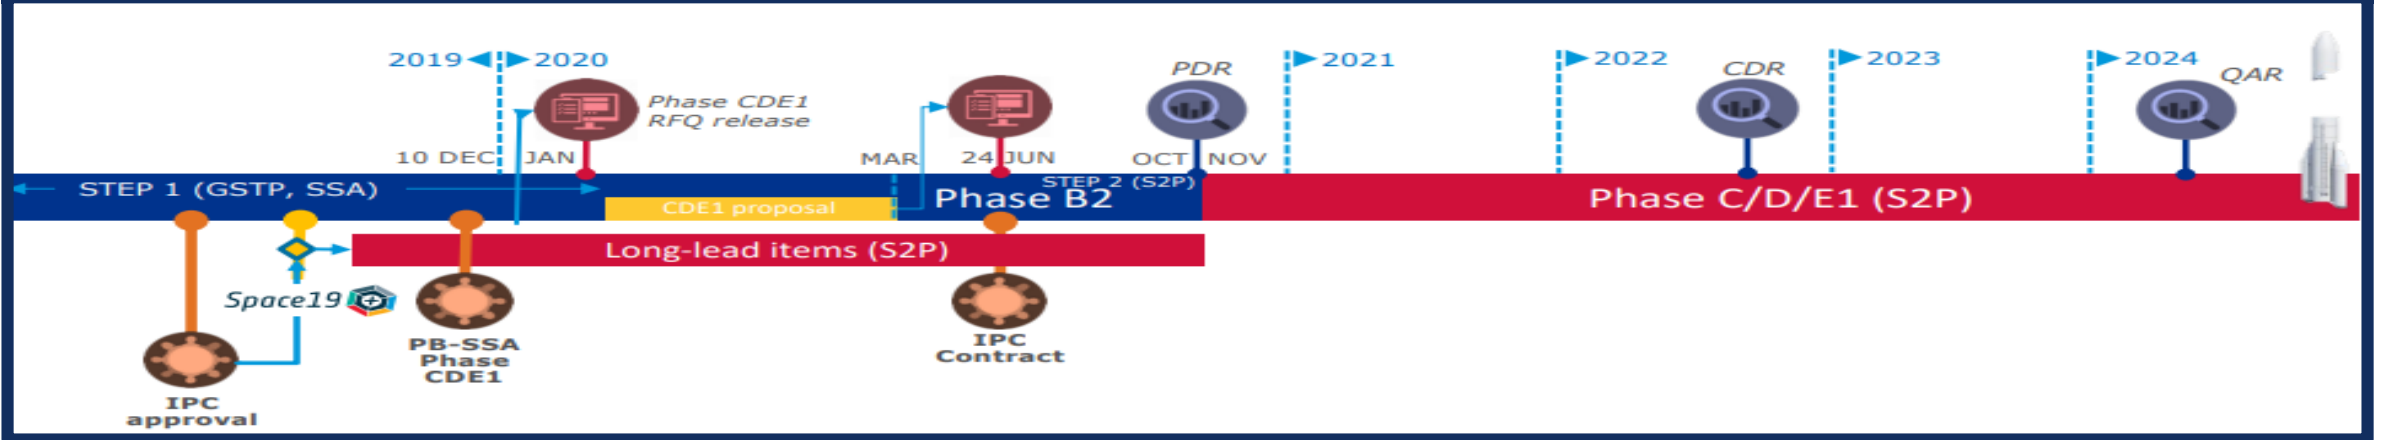 2019 2020 2021 2022 2023 2024
PDR CDR QAR
Phase CDE1
RFQ release
10 DEC JAN MAR 24 JUN OCT NOV
STEP 1 (GSTP, SSA)
STEP 2 (S2P)
CDE1 proposal
Phase B2
Phase C/D/E1 (S2P)
Long-lead items (S2P)
Space19+
PB-SSA
Phase
CDE1
IPC
Contract
IPC
approval